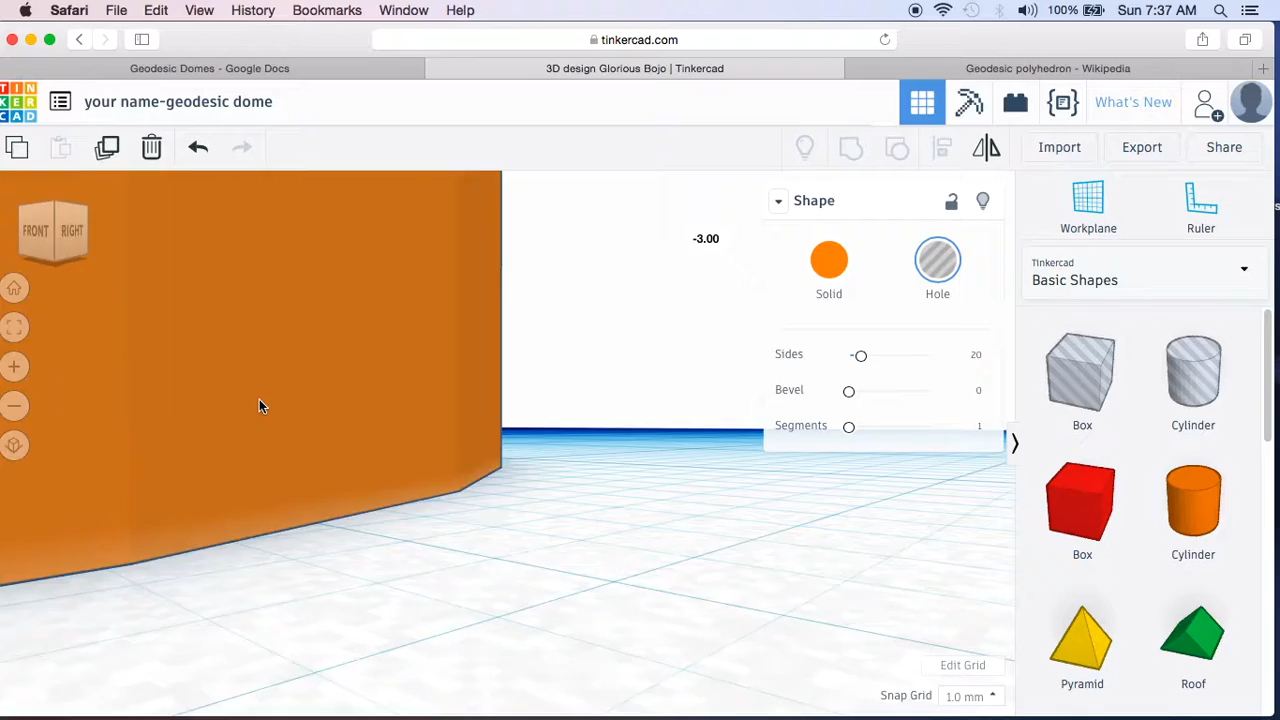 Safari File Edit View History Bookmarks Window Help 100% Sun 7:37 AM
tinkercad.com
Geodesic Domes - Google Docs 3D design Glorious Bojo | Tinkercad Geodesic polyhedron - Wikipedia
TIN
KER
CAD
your name-geodesic dome
What's New
Import Export Share
FRONT RIGHT
-3.00
Shape
Solid Hole
Sides 20
Bevel 0
Segments 1
Workplane Ruler
Tinkercad
Basic Shapes
Box Cylinder
Box Cylinder
Pyramid Roof
Edit Grid
Snap Grid 1.0 mm